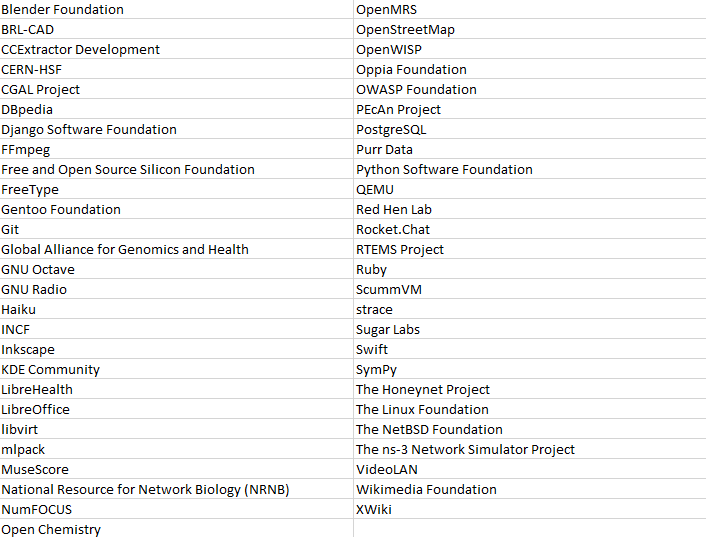 Blender Foundation
BRL-CAD
CCExtractor Development
CERN-HSF
CGAL Project
DBpedia
Django Software Foundation
FFmpeg
Free and Open Source Silicon Foundation
FreeType
Gentoo Foundation
Git
Global Alliance for Genomics and Health
GNU Octave
GNU Radio
Haiku
INCF
Inkscape
KDE Community
LibreHealth
LibreOffice
libvirt
mlpack
MuseScore
National Resource for Network Biology (NRNB)
NumFOCUS
Open Chemistry
OpenMRS
OpenStreetMap
OpenWISP
Oppia Foundation
OWASP Foundation
PEcAn Project
PostgreSQL
Purr Data
Python Software Foundation
QEMU
Red Hen Lab
Rocket.Chat
RTEMS Project
Ruby
ScummVM
strace
Sugar Labs
Swift
SymPy
The Honeynet Project
The Linux Foundation
The NetBSD Foundation
The ns-3 Network Simulator Project
VideoLAN
Wikimedia Foundation
XWiki